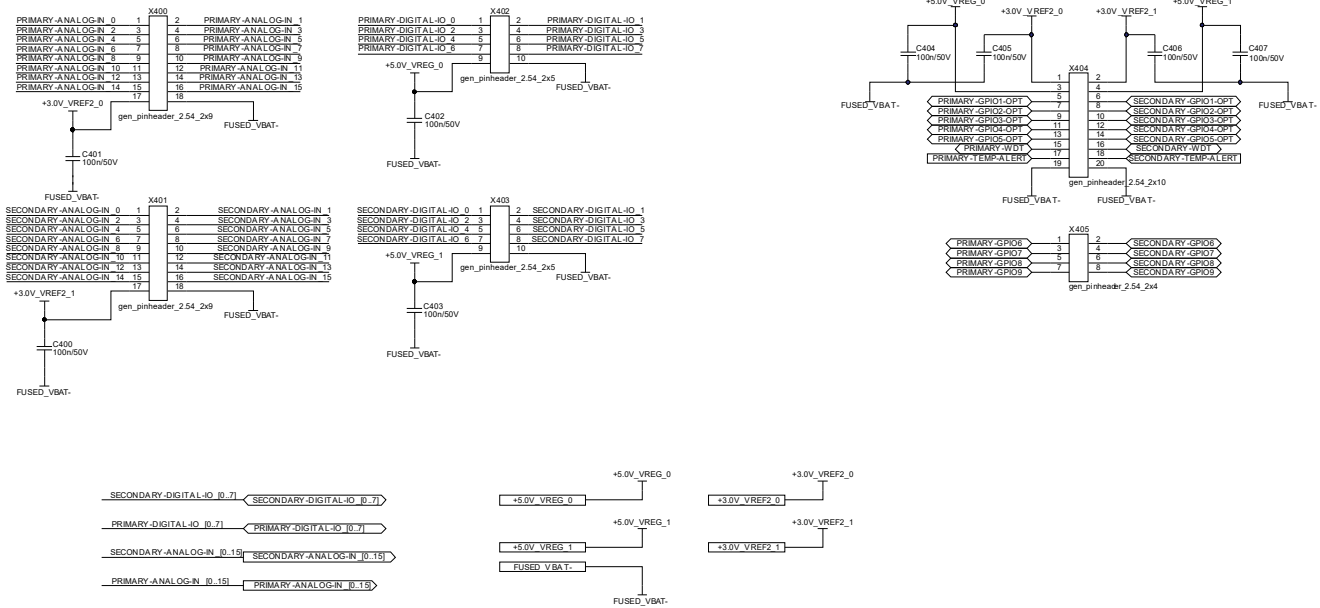 X400
PRIMARY-ANALOG-IN_0 1 2 PRIMARY-ANALOG-IN_1
PRIMARY-ANALOG-IN_2 3 4 PRIMARY-ANALOG-IN_3
PRIMARY-ANALOG-IN_4 5 6 PRIMARY-ANALOG-IN_5
PRIMARY-ANALOG-IN_6 7 8 PRIMARY-ANALOG-IN_7
PRIMARY-ANALOG-IN_8 9 10 PRIMARY-ANALOG-IN_9
PRIMARY-ANALOG-IN_10 11 12 PRIMARY-ANALOG-IN_11
PRIMARY-ANALOG-IN_12 13 14 PRIMARY-ANALOG-IN_13
PRIMARY-ANALOG-IN_14 15 16 PRIMARY-ANALOG-IN_15
17 18
+3.0V_VREF2_0
gen_pinheader_2.54_2x9
FUSED_VBAT-
C401
100n/50V
FUSED_VBAT-
X402
PRIMARY-DIGITAL-IO_0 1 2 PRIMARY-DIGITAL-IO_1
PRIMARY-DIGITAL-IO_2 3 4 PRIMARY-DIGITAL-IO_3
PRIMARY-DIGITAL-IO_4 5 6 PRIMARY-DIGITAL-IO_5
PRIMARY-DIGITAL-IO_6 7 8 PRIMARY-DIGITAL-IO_7
9 10
+5.0V_VREG_0
gen_pinheader_2.54_2x5
FUSED_VBAT-
C402
100n/50V
FUSED_VBAT-
+5.0V_VREG_0
+3.0V_VREF2_0
+3.0V_VREF2_1
+5.0V_VREG_1
C404
100n/50V
C405
100n/50V
C406
100n/50V
C407
100n/50V
FUSED_VBAT-
FUSED_VBAT-
X404
1 2
3 4
PRIMARY-GPIO1-OPT 5 6 SECONDARY-GPIO1-OPT
PRIMARY-GPIO2-OPT 7 8 SECONDARY-GPIO2-OPT
PRIMARY-GPIO3-OPT 9 10 SECONDARY-GPIO3-OPT
PRIMARY-GPIO4-OPT 11 12 SECONDARY-GPIO4-OPT
PRIMARY-GPIO5-OPT 13 14 SECONDARY-GPIO5-OPT
PRIMARY-WDT 15 16 SECONDARY-WDT
PRIMARY-TEMP-ALERT 17 18 SECONDARY-TEMP-ALERT
19 20
gen_pinheader_2.54_2x10
FUSED_VBAT- FUSED_VBAT-
X401
SECONDARY-ANALOG-IN_0 1 2 SECONDARY-ANALOG-IN_1
SECONDARY-ANALOG-IN_2 3 4 SECONDARY-ANALOG-IN_3
SECONDARY-ANALOG-IN_4 5 6 SECONDARY-ANALOG-IN_5
SECONDARY-ANALOG-IN_6 7 8 SECONDARY-ANALOG-IN_7
SECONDARY-ANALOG-IN_8 9 10 SECONDARY-ANALOG-IN_9
SECONDARY-ANALOG-IN_10 11 12 SECONDARY-ANALOG-IN_11
SECONDARY-ANALOG-IN_12 13 14 SECONDARY-ANALOG-IN_13
SECONDARY-ANALOG-IN_14 15 16 SECONDARY-ANALOG-IN_15
17 18
+3.0V_VREF2_1
gen_pinheader_2.54_2x9
FUSED_VBAT-
C400
100n/50V
FUSED_VBAT-
X403
SECONDARY-DIGITAL-IO_0 1 2 SECONDARY-DIGITAL-IO_1
SECONDARY-DIGITAL-IO_2 3 4 SECONDARY-DIGITAL-IO_3
SECONDARY-DIGITAL-IO_4 5 6 SECONDARY-DIGITAL-IO_5
SECONDARY-DIGITAL-IO_6 7 8 SECONDARY-DIGITAL-IO_7
9 10
+5.0V_VREG_1
gen_pinheader_2.54_2x5
FUSED_VBAT-
C403
100n/50V
FUSED_VBAT-
X405
PRIMARY-GPIO6 1 2 SECONDARY-GPIO6
PRIMARY-GPIO7 3 4 SECONDARY-GPIO7
PRIMARY-GPIO8 5 6 SECONDARY-GPIO8
PRIMARY-GPIO9 7 8 SECONDARY-GPIO9
gen_pinheader_2.54_2x4
SECONDARY-DIGITAL-IO_[0..7] SECONDARY-DIGITAL-IO_[0..7]
PRIMARY-DIGITAL-IO_[0..7] PRIMARY-DIGITAL-IO_[0..7]
SECONDARY-ANALOG-IN_[0..15] SECONDARY-ANALOG-IN_[0..15]
PRIMARY-ANALOG-IN_[0..15] PRIMARY-ANALOG-IN_[0..15]
+5.0V_VREG_0
+5.0V_VREG_0
+5.0V_VREG_1
+5.0V_VREG_1
FUSED_VBAT-
FUSED_VBAT-
+3.0V_VREF2_0
+3.0V_VREF2_0
+3.0V_VREF2_1
+3.0V_VREF2_1